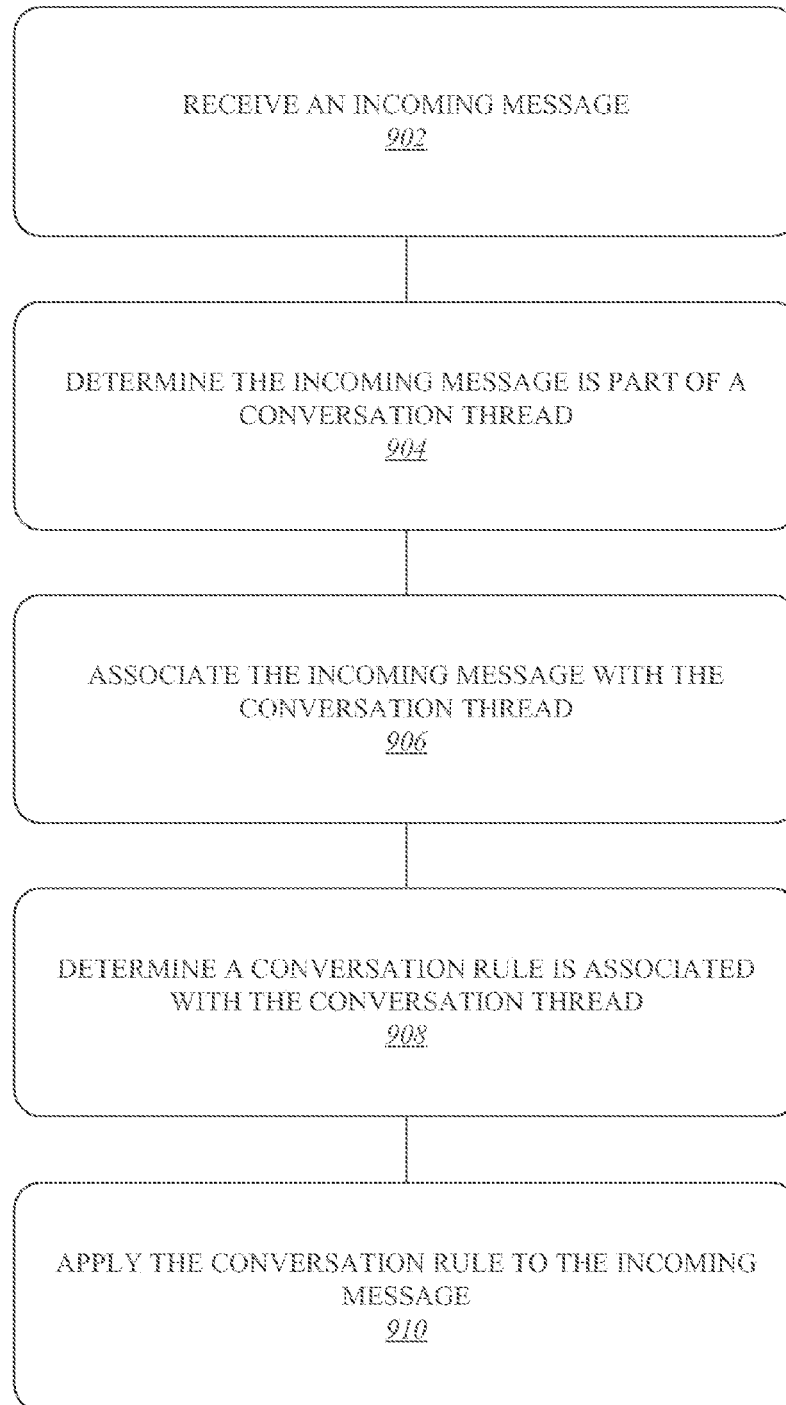 RECEIVE AN INCOMING MESSAGE
902
DETERMINE THE INCOMING MESSAGE IS PART OF A
CONVERSATION THREAD
904
ASSOCIATE THE INCOMING MESSAGE WITH THE
CONVERSATION THREAD
906
DETERMINE A CONVERSATION RULE IS ASSOCIATED
WITH THE CONVERSATION THREAD
908
APPLY THE CONVERSATION RULE TO THE INCOMING
MESSAGE
910